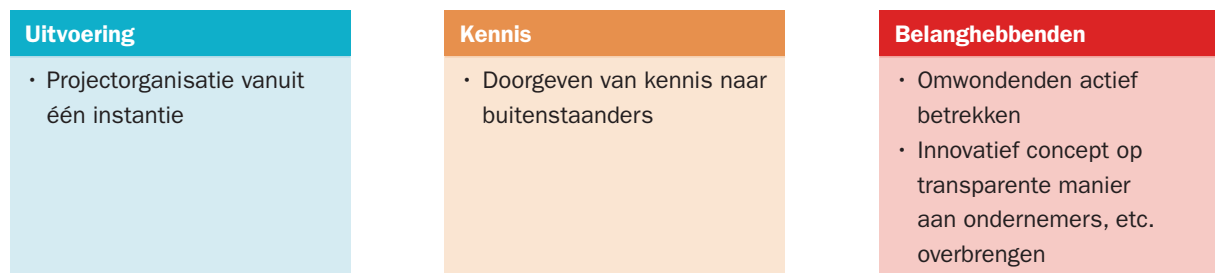 Uitvoering
· Projectorganisatie vanuit
één instantie
Kennis
· Doorgeven van kennis naar
buitenstaanders
Belanghebbenden
· Omwondenden actief
betrekken
· Innovatief concept op
transparente manier
aan ondernemers, etc.
overbrengen